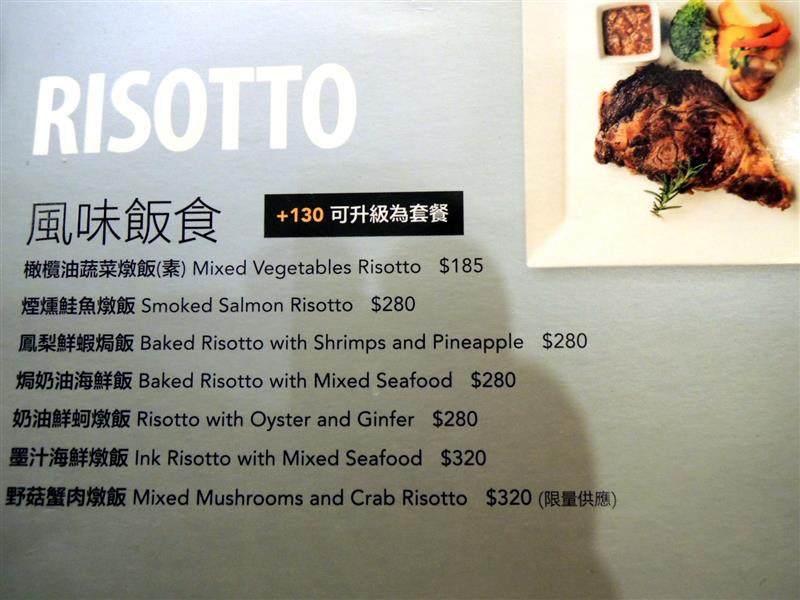 RISOTTO
風味飯食 +130 可升級為套餐
橄欖油蔬菜燉飯(素) Mixed Vegetables Risotto $185
煙燻鮭魚燉飯 Smoked Salmon Risotto $280
鳳梨鮮蝦焗飯 Baked Risotto with Shrimps and Pineapple $280
焗奶油海鮮飯 Baked Risotto with Mixed Seafood $280
奶油鮮蚵燉飯 Risotto with Oyster and Ginfer $280
墨汁海鮮燉飯 Ink Risotto with Mixed Seafood $320
野菇蟹肉燉飯 Mixed Mushrooms and Crab Risotto $320 (限量供應)